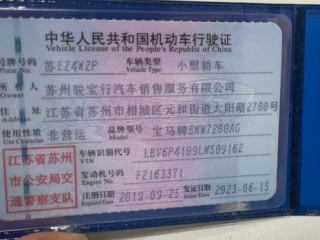 中华人民共和国机动车行驶证
Vehicle License of the People's Republic of China
号牌号码 苏E24W2P 车辆类型 小型轿车
Plate No. Vehicle Type
所有人 苏州骏宝行汽车销售服务有限公司
Owner
住址 江苏省苏州市相城区元和街道太阳路2700号
Address
使用性质 非营运 品牌型号 宝马牌BMW7200AG
Use Character Model
江苏省苏州
市公安局交
通警察支队
车辆识别代号 LBV6P4109LMS09162
VIN
发动机号码 F2163371
Engine No.
注册日期 2019-09-25 发证日期 2023-06-15
Register Date Issue Date